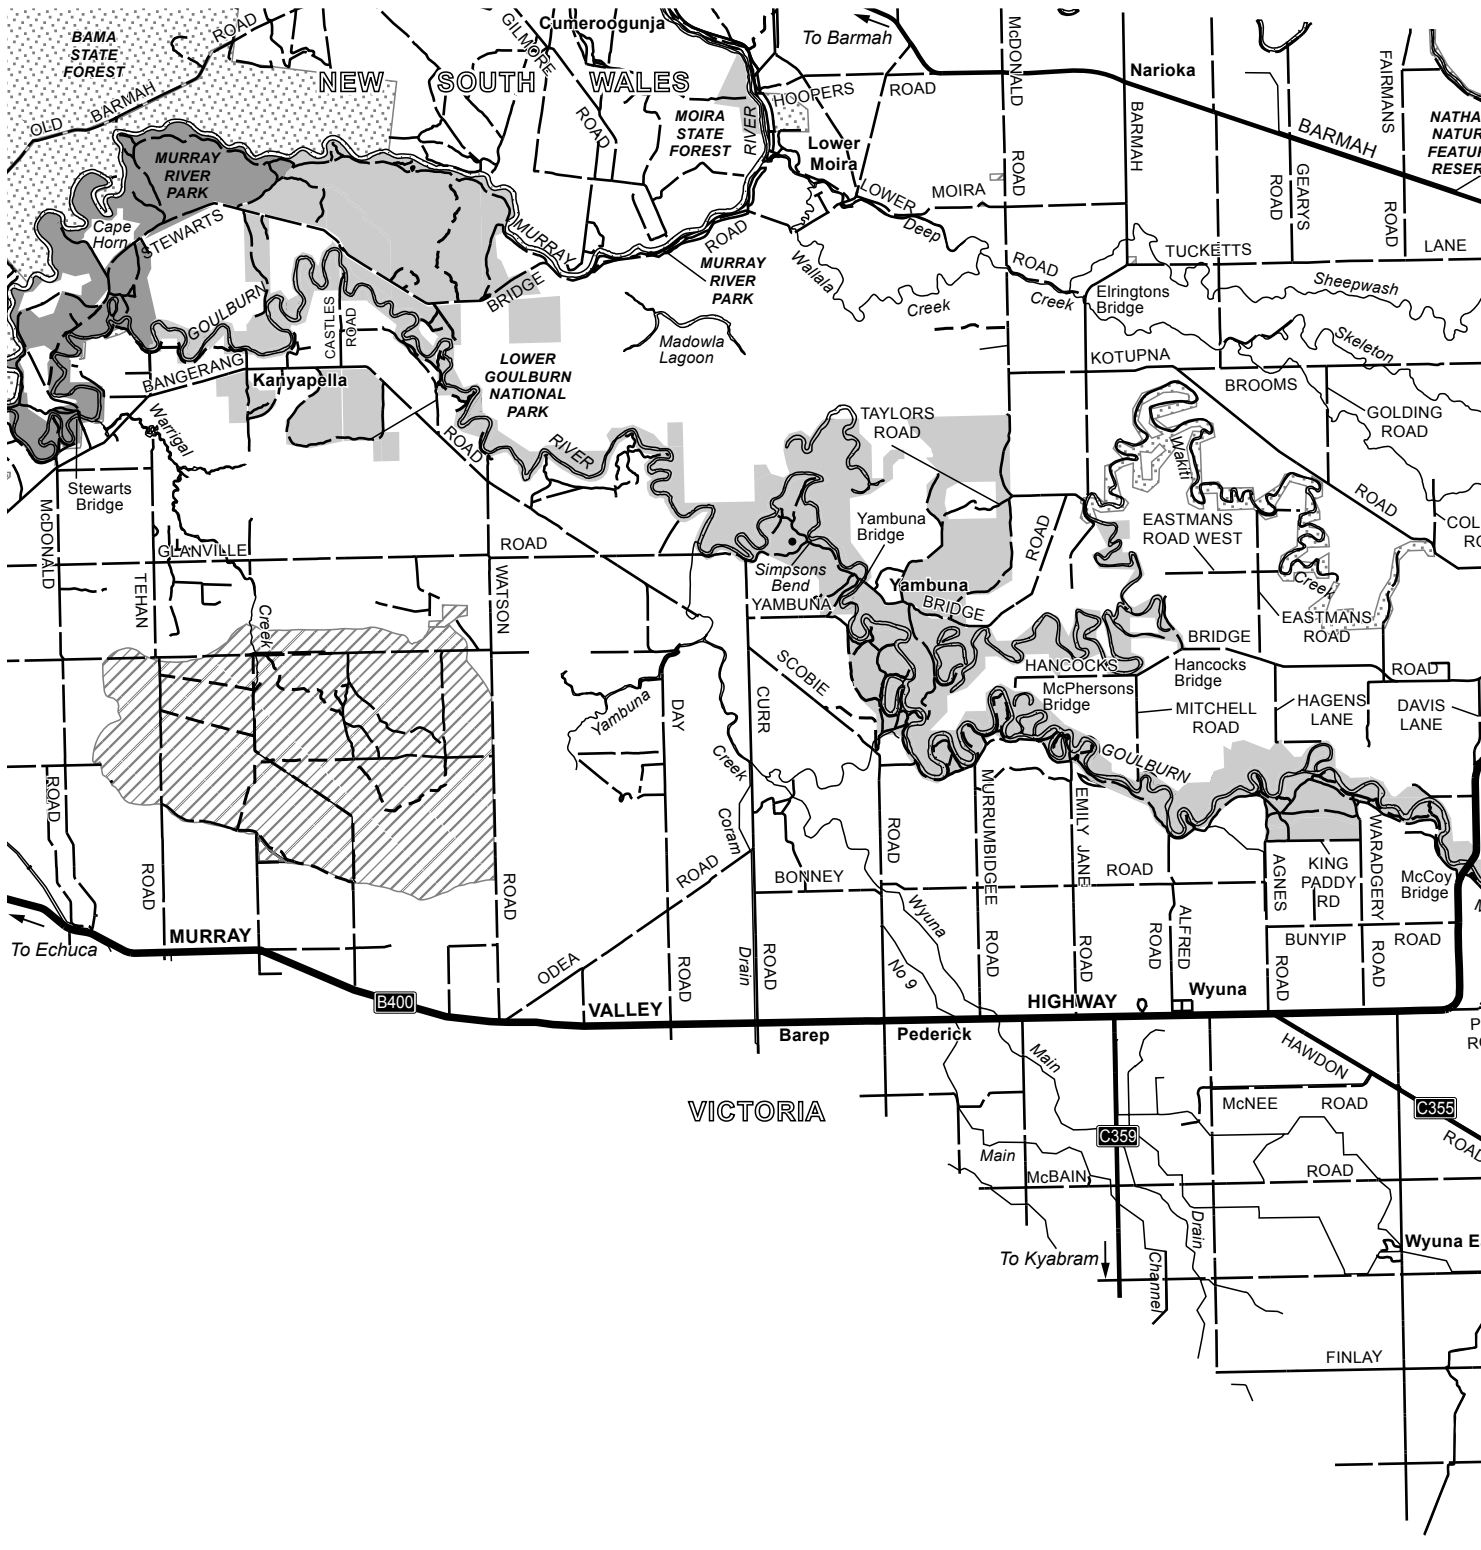 Cumeroogunja
To Barmah
BAMA
STATE
FOREST
ROAD
GILMORE
ROAD
McDONALD
ROAD
Narioka
FAIRMANS
ROAD
NEW SOUTH WALES
OLD BARMAH
HOOPERS ROAD
BARMAH
BARMAH
MOIRA
STATE
FOREST
RIVER
Lower
Moira
GEARYS
ROAD
MURRAY
RIVER
PARK
Cape
Horn
STEWARTS
MURRAY
ROAD
BRIDGE
LOWER MOIRA
ROAD
Deep
Creek
TUCKETTS
LANE
MURRAY
RIVER
PARK
Wallala
Creek
Elringtons
Bridge
Sheepwash
Skeleton
GOULBURN
CASTLES
ROAD
Madowla
Lagoon
LOWER
GOULBURN
NATIONAL
PARK
KOTUPNA
ROAD
BROOMS
BANGERANG
ROAD
Kanyapella
GOLDING
ROAD
TAYLORS
ROAD
Warrigal
Creek
RIVER
Wakiti
Creek
Stewarts
Bridge
McDONALD
ROAD
TEHAN
ROAD
GLANVILLE
ROAD
WATSON
ROAD
Yambuna
Bridge
ROAD
EASTMANS
ROAD WEST
COL
Simpsons
Bend
YAMBUNA
Yambuna
BRIDGE
EASTMANS
ROAD
BRIDGE
SCOBIE
ROAD
HANCOCKS
Hancocks
Bridge
ROAD
McPhersons
Bridge
MITCHELL
ROAD
HAGENS
LANE
DAVIS
LANE
Yambuna
Creek
DAY
ROAD
CURR
ROAD
GOULBURN
Coram
Drain
MURRUMBIDGEE
ROAD
EMILY JANE
ROAD
ODEA
ROAD
BONNEY
ROAD
AGNES
ROAD
KING
PADDY
RD
WARADGERY
ROAD
McCoy
Bridge
Wyuna
ALFRED
ROAD
BUNYIP
ROAD
No 9
To Echuca
MURRAY
B400
VALLEY
HIGHWAY
Wyuna
Barep
Pederick
Main
HAWDON
ROAD
VICTORIA
McNEE ROAD
C355
C359
Main
McBAIN
ROAD
Drain
Wyuna E
To Kyabram
Channel
FINLAY